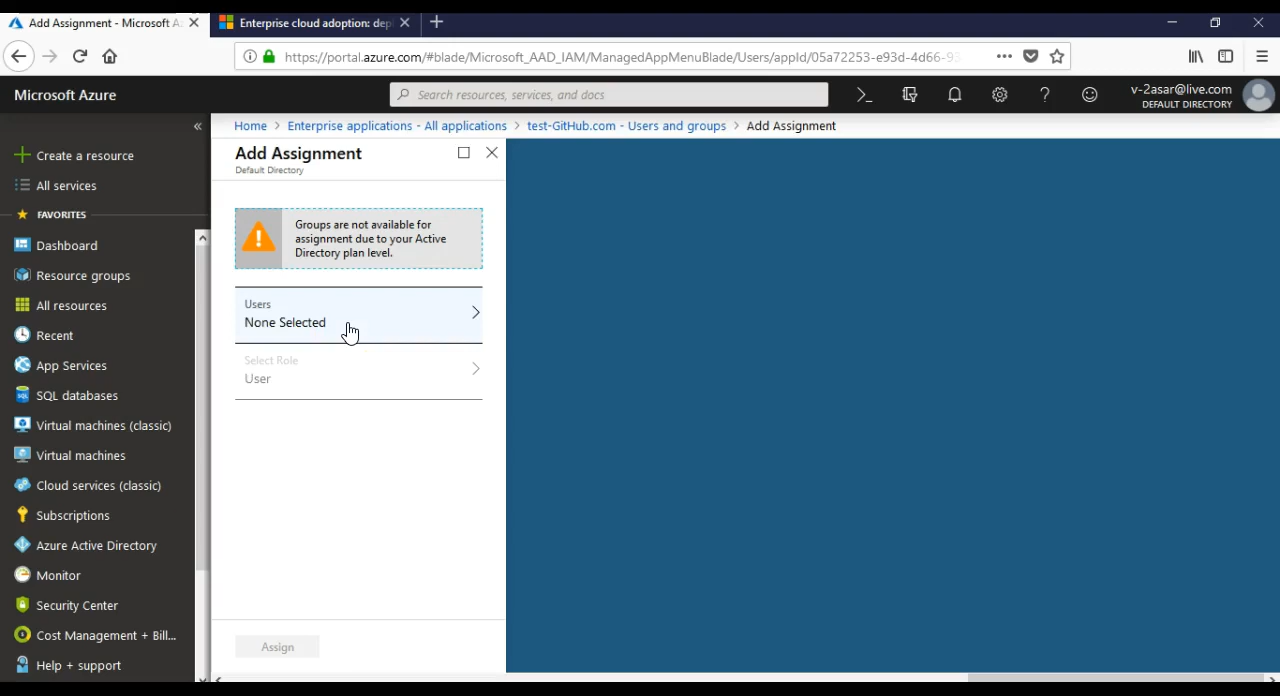 Add Assignment - Microsoft A
Enterprise cloud adoption: dep
https://portal.azure.com/#blade/Microsoft_AAD_IAM/ManagedAppMenuBlade/Users/appId/05a72253-e93d-4d66-93
Microsoft Azure
Search resources, services, and docs
v-2asar@live.com
DEFAULT DIRECTORY
Home > Enterprise applications - All applications > test-GitHub.com - Users and groups > Add Assignment
Create a resource
All services
FAVORITES
Dashboard
Resource groups
All resources
Recent
App Services
SQL databases
Virtual machines (classic)
Virtual machines
Cloud services (classic)
Subscriptions
Azure Active Directory
Monitor
Security Center
Cost Management + Bill...
Help + support
Add Assignment
Default Directory
Groups are not available for
assignment due to your Active
Directory plan level.
Users
None Selected
Select Role
User
Assign